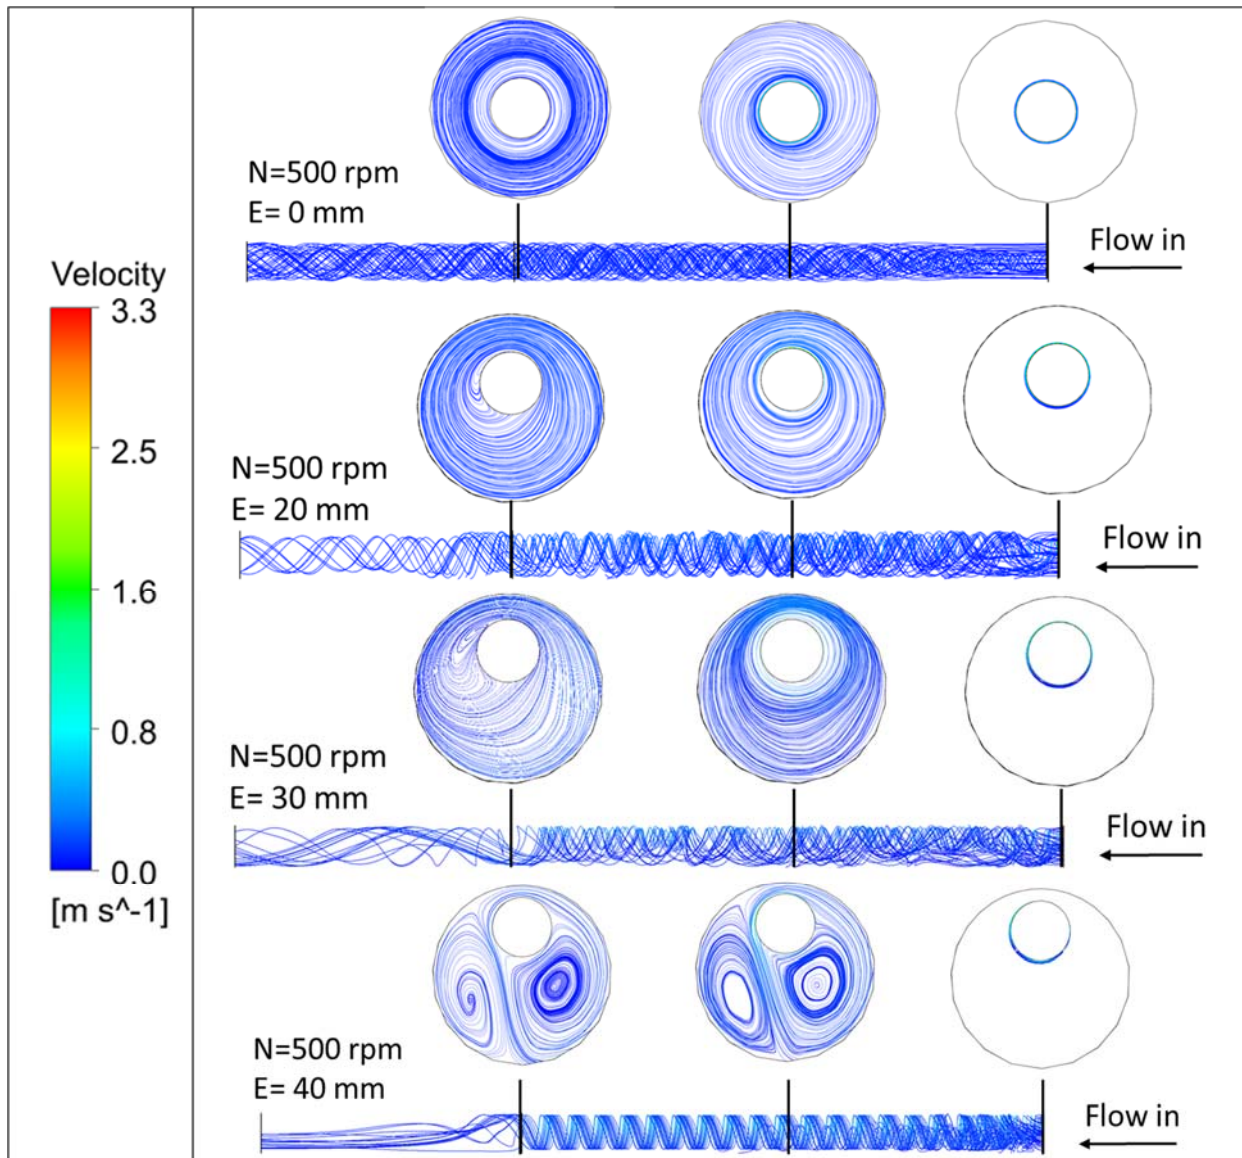 Velocity
3.3
2.5
1.6
0.8
0.0
[m s^-1]
N=500 rpm
E= 0 mm
Flow in
N=500 rpm
E= 20 mm
Flow in
N=500 rpm
E= 30 mm
Flow in
N=500 rpm
E= 40 mm
Flow in